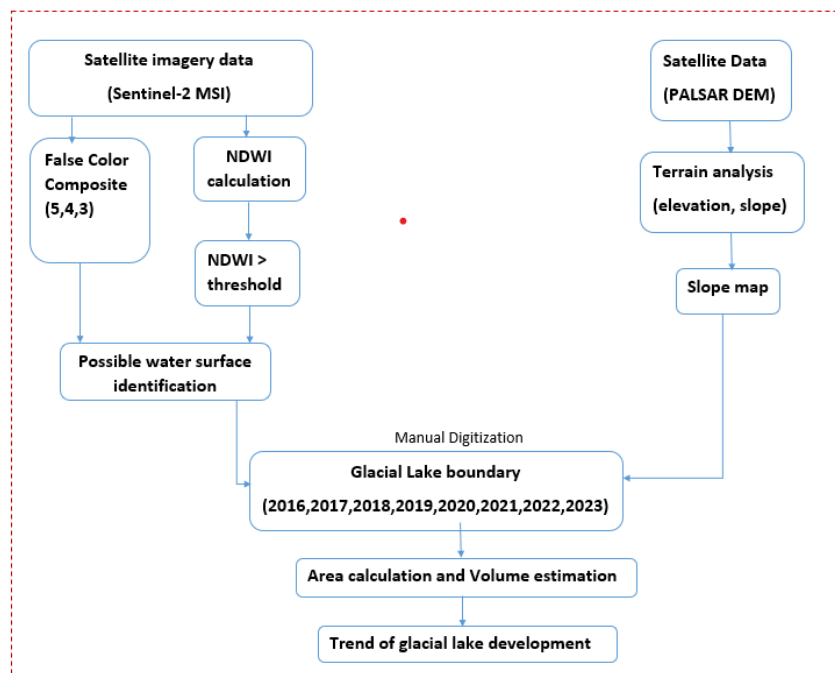 Satellite imagery data
(Sentinel-2 MSI)
Satellite Data
(PALSAR DEM)
False Color
Composite
(5,4,3)
NDWI
calculation
Terrain analysis
(elevation, slope)
NDWI >
threshold
Slope map
Possible water surface
identification
Manual Digitization
Glacial Lake boundary
(2016,2017,2018,2019,2020,2021,2022,2023)
Area calculation and Volume estimation
Trend of glacial lake development